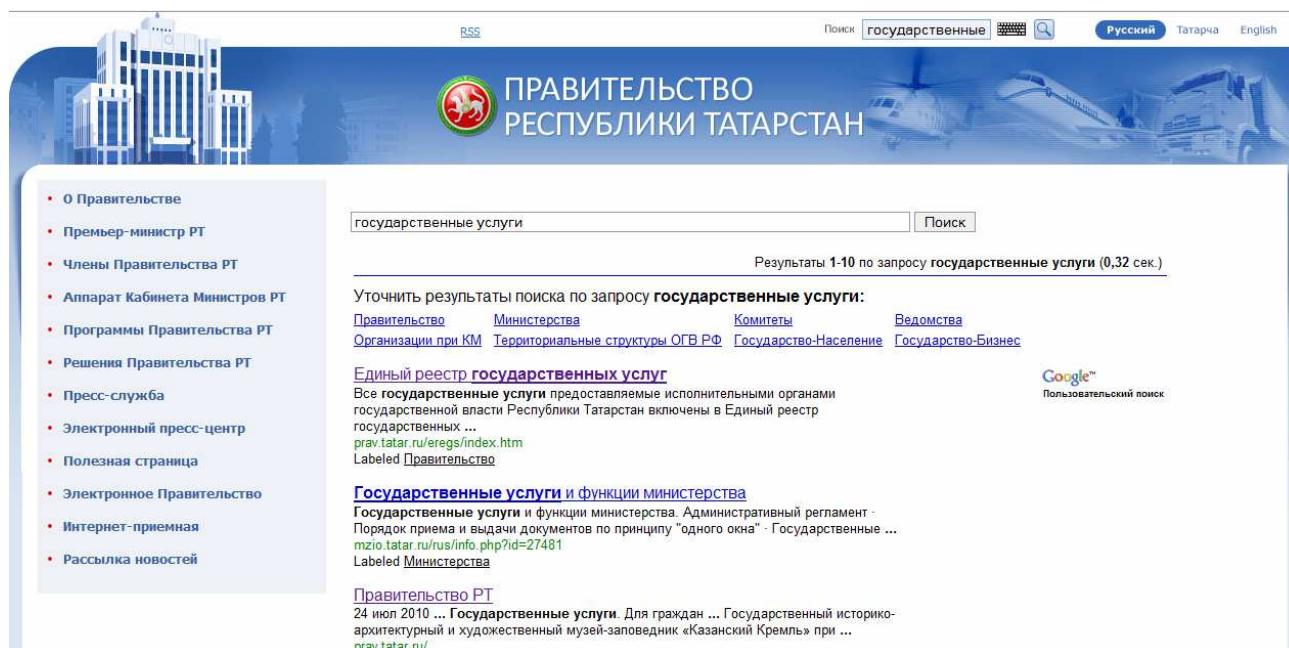 RSS
Поиск государственные
Русский Татарча English
ПРАВИТЕЛЬСТВО
РЕСПУБЛИКИ ТАТАРСТАН
• О Правительстве
• Премьер-министр РТ
• Члены Правительства РТ
• Аппарат Кабинета Министров РТ
• Программы Правительства РТ
• Решения Правительства РТ
• Пресс-служба
• Электронный пресс-центр
• Полезная страница
• Электронное Правительство
• Интернет-приемная
• Рассылка новостей
государственные услуги Поиск
Результаты 1-10 по запросу государственные услуги (0,32 сек.)
Уточнить результаты поиска по запросу государственные услуги:
Правительство Министерства Комитеты Ведомства
Организации при КМ Территориальные структуры ОГВ РФ Государство-Население Государство-Бизнес
Единый реестр государственных услуг
Все государственные услуги предоставляемые исполнительными органами
государственной власти Республики Татарстан включены в Единый реестр
государственных ...
prav.tatar.ru/eregs/index.htm
Labeled Правительство
Google™
Пользовательский поиск
Государственные услуги и функции министерства
Государственные услуги и функции министерства. Административный регламент ·
Порядок приема и выдачи документов по принципу "одного окна" · Государственные ...
mzio.tatar.ru/rus/info.php?id=27481
Labeled Министерства
Правительство РТ
24 июл 2010 ... Государственные услуги. Для граждан ... Государственный историко-
архитектурный и художественный музей-заповедник «Казанский Кремль» при ...
prav.tatar.ru/